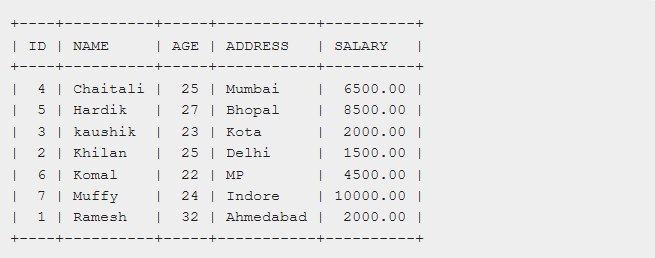 +----+----------+-----+-----------+----------+
| ID | NAME     | AGE | ADDRESS   | SALARY   |
+----+----------+-----+-----------+----------+
|  4 | Chaitali |  25 | Mumbai    |  6500.00 |
|  5 | Hardik   |  27 | Bhopal    |  8500.00 |
|  3 | kaushik  |  23 | Kota      |  2000.00 |
|  2 | Khilan   |  25 | Delhi     |  1500.00 |
|  6 | Komal    |  22 | MP        |  4500.00 |
|  7 | Muffy    |  24 | Indore    | 10000.00 |
|  1 | Ramesh   |  32 | Ahmedabad |  2000.00 |
+----+----------+-----+-----------+----------+